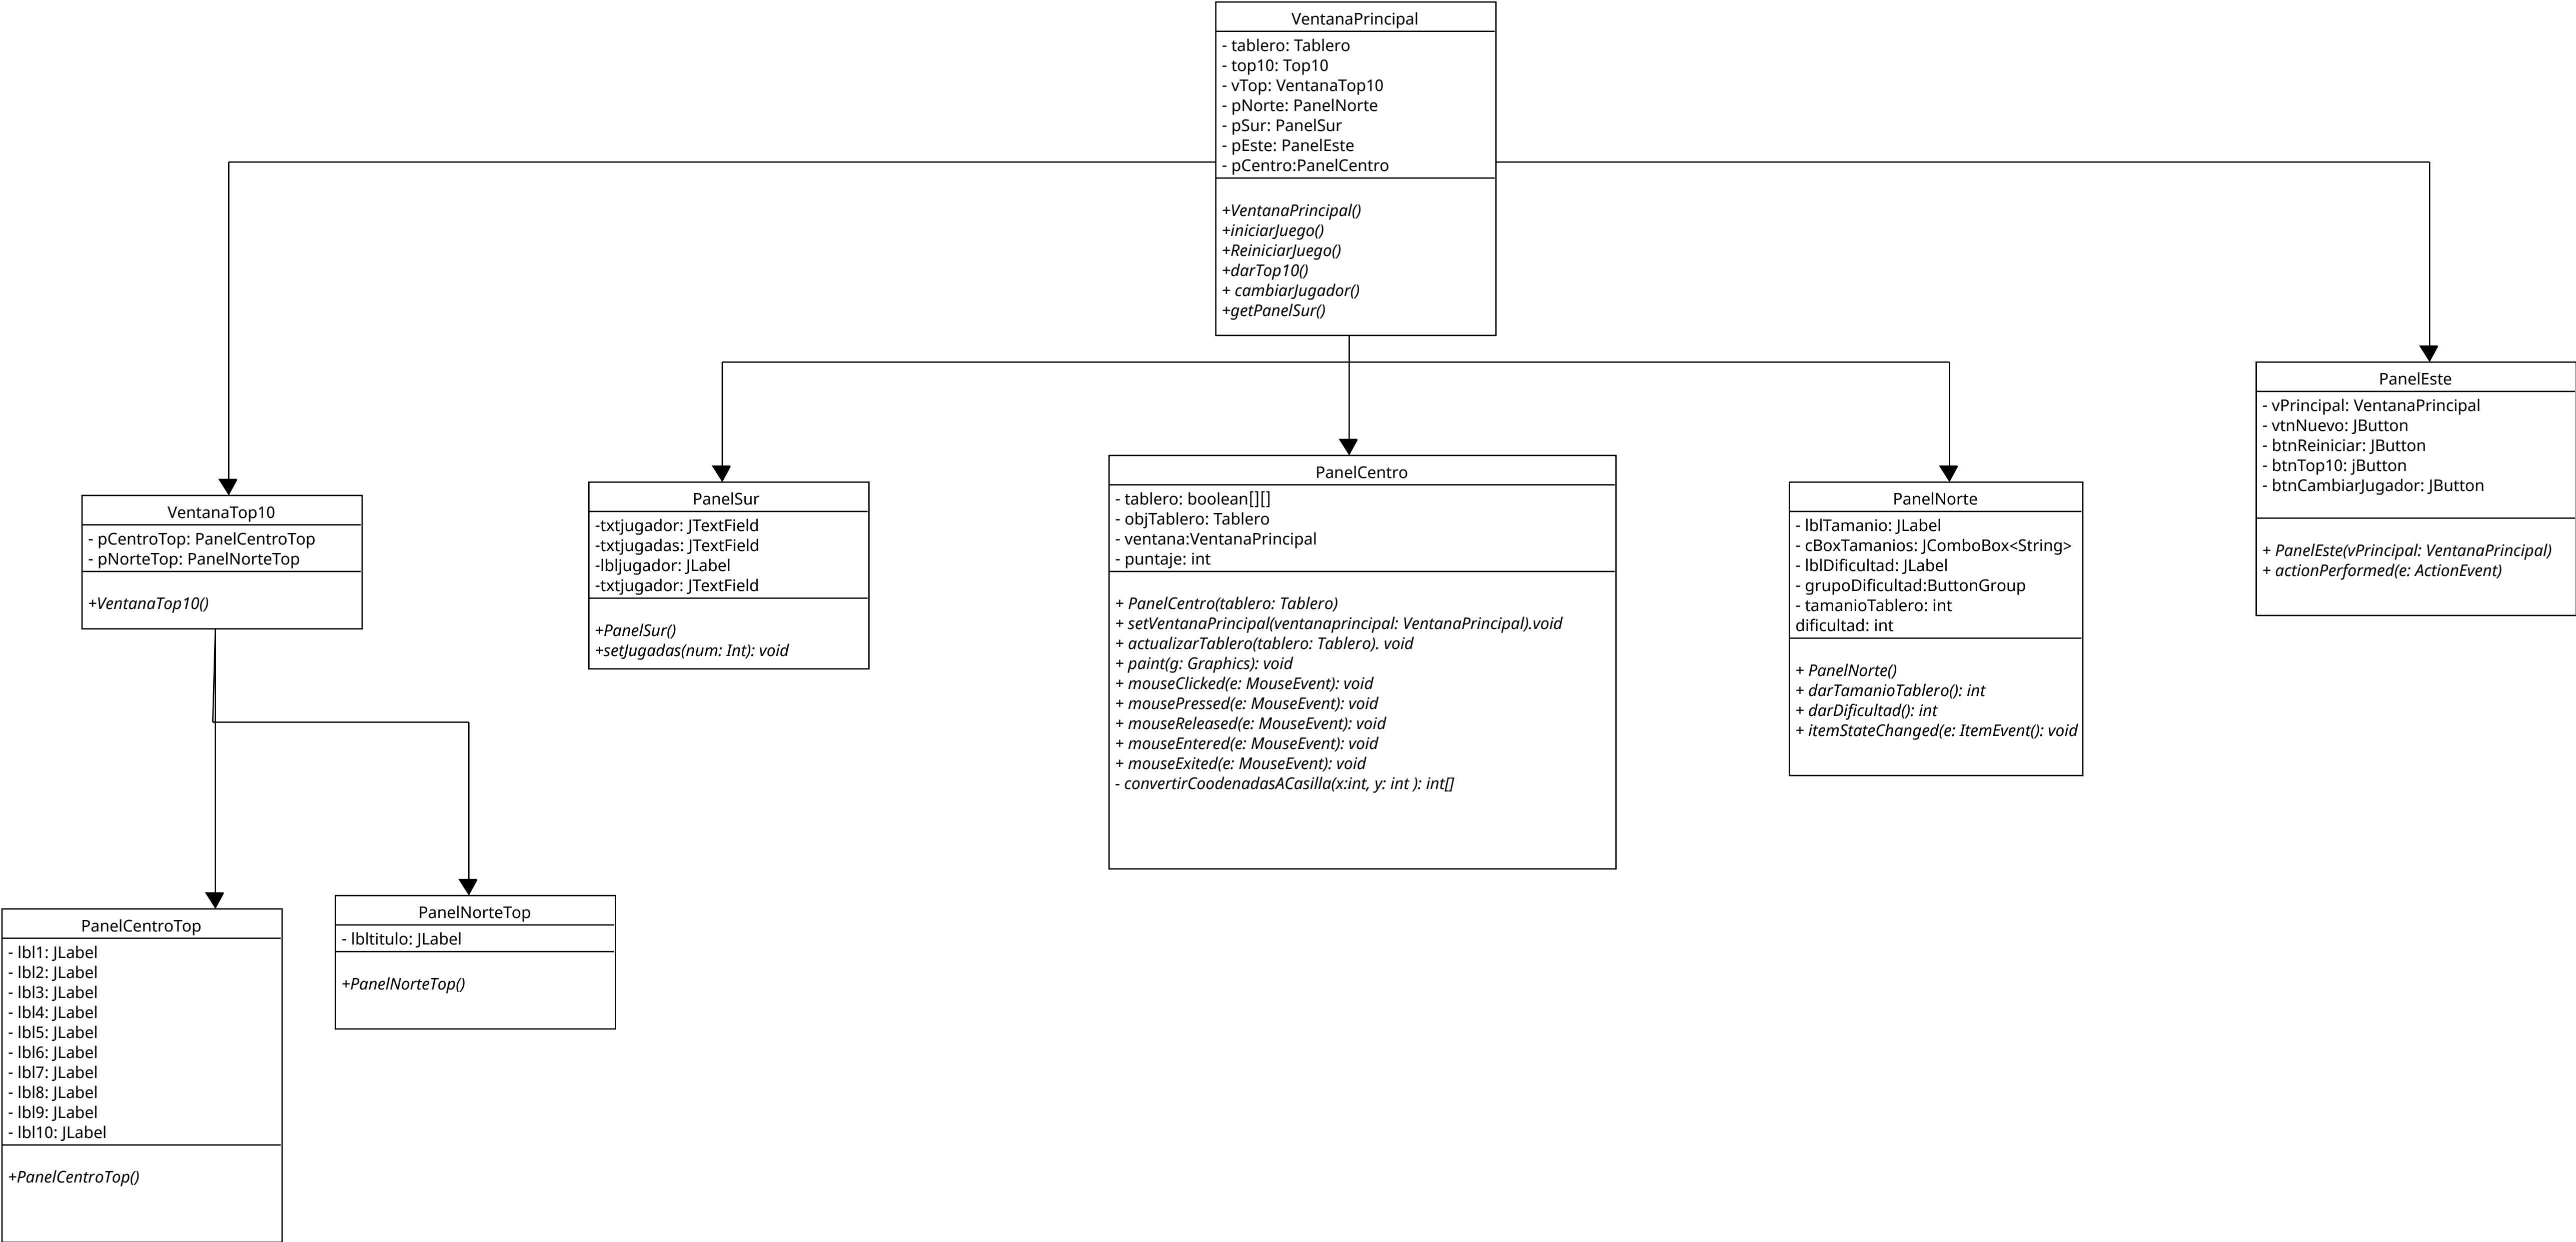 VentanaPrincipal
- tablero: Tablero
- top10: Top10
- vTop: VentanaTop10
- pNorte: PanelNorte
- pSur: PanelSur
- pEste: PanelEste
- pCentro:PanelCentro
+VentanaPrincipal()
+iniciarJuego()
+ReiniciarJuego()
+darTop10()
+ cambiarJugador()
+getPanelSur()
VentanaTop10
- pCentroTop: PanelCentroTop
- pNorteTop: PanelNorteTop
+VentanaTop10()
PanelSur
-txtjugador: JTextField
-txtjugadas: JTextField
-lbljugador: JLabel
-txtjugador: JTextField
+PanelSur()
+setJugadas(num: Int): void
PanelCentro
- tablero: boolean[][]
- objTablero: Tablero
- ventana:VentanaPrincipal
- puntaje: int
+ PanelCentro(tablero: Tablero)
+ setVentanaPrincipal(ventanaprincipal: VentanaPrincipal).void
+ actualizarTablero(tablero: Tablero). void
+ paint(g: Graphics): void
+ mouseClicked(e: MouseEvent): void
+ mousePressed(e: MouseEvent): void
+ mouseReleased(e: MouseEvent): void
+ mouseEntered(e: MouseEvent): void
+ mouseExited(e: MouseEvent): void
- convertirCoodenadasACasilla(x:int, y: int ): int[]
PanelNorte
- lblTamanio: JLabel
- cBoxTamanios: JComboBox<String>
- lblDificultad: JLabel
- grupoDificultad:ButtonGroup
- tamanioTablero: int
dificultad: int
+ PanelNorte()
+ darTamanioTablero(): int
+ darDificultad(): int
+ itemStateChanged(e: ItemEvent(): void
PanelEste
- vPrincipal: VentanaPrincipal
- vtnNuevo: JButton
- btnReiniciar: JButton
- btnTop10: jButton
- btnCambiarJugador: JButton
+ PanelEste(vPrincipal: VentanaPrincipal)
+ actionPerformed(e: ActionEvent)
PanelCentroTop
- lbl1: JLabel
- lbl2: JLabel
- lbl3: JLabel
- lbl4: JLabel
- lbl5: JLabel
- lbl6: JLabel
- lbl7: JLabel
- lbl8: JLabel
- lbl9: JLabel
- lbl10: JLabel
+PanelCentroTop()
PanelNorteTop
- lbltitulo: JLabel
+PanelNorteTop()